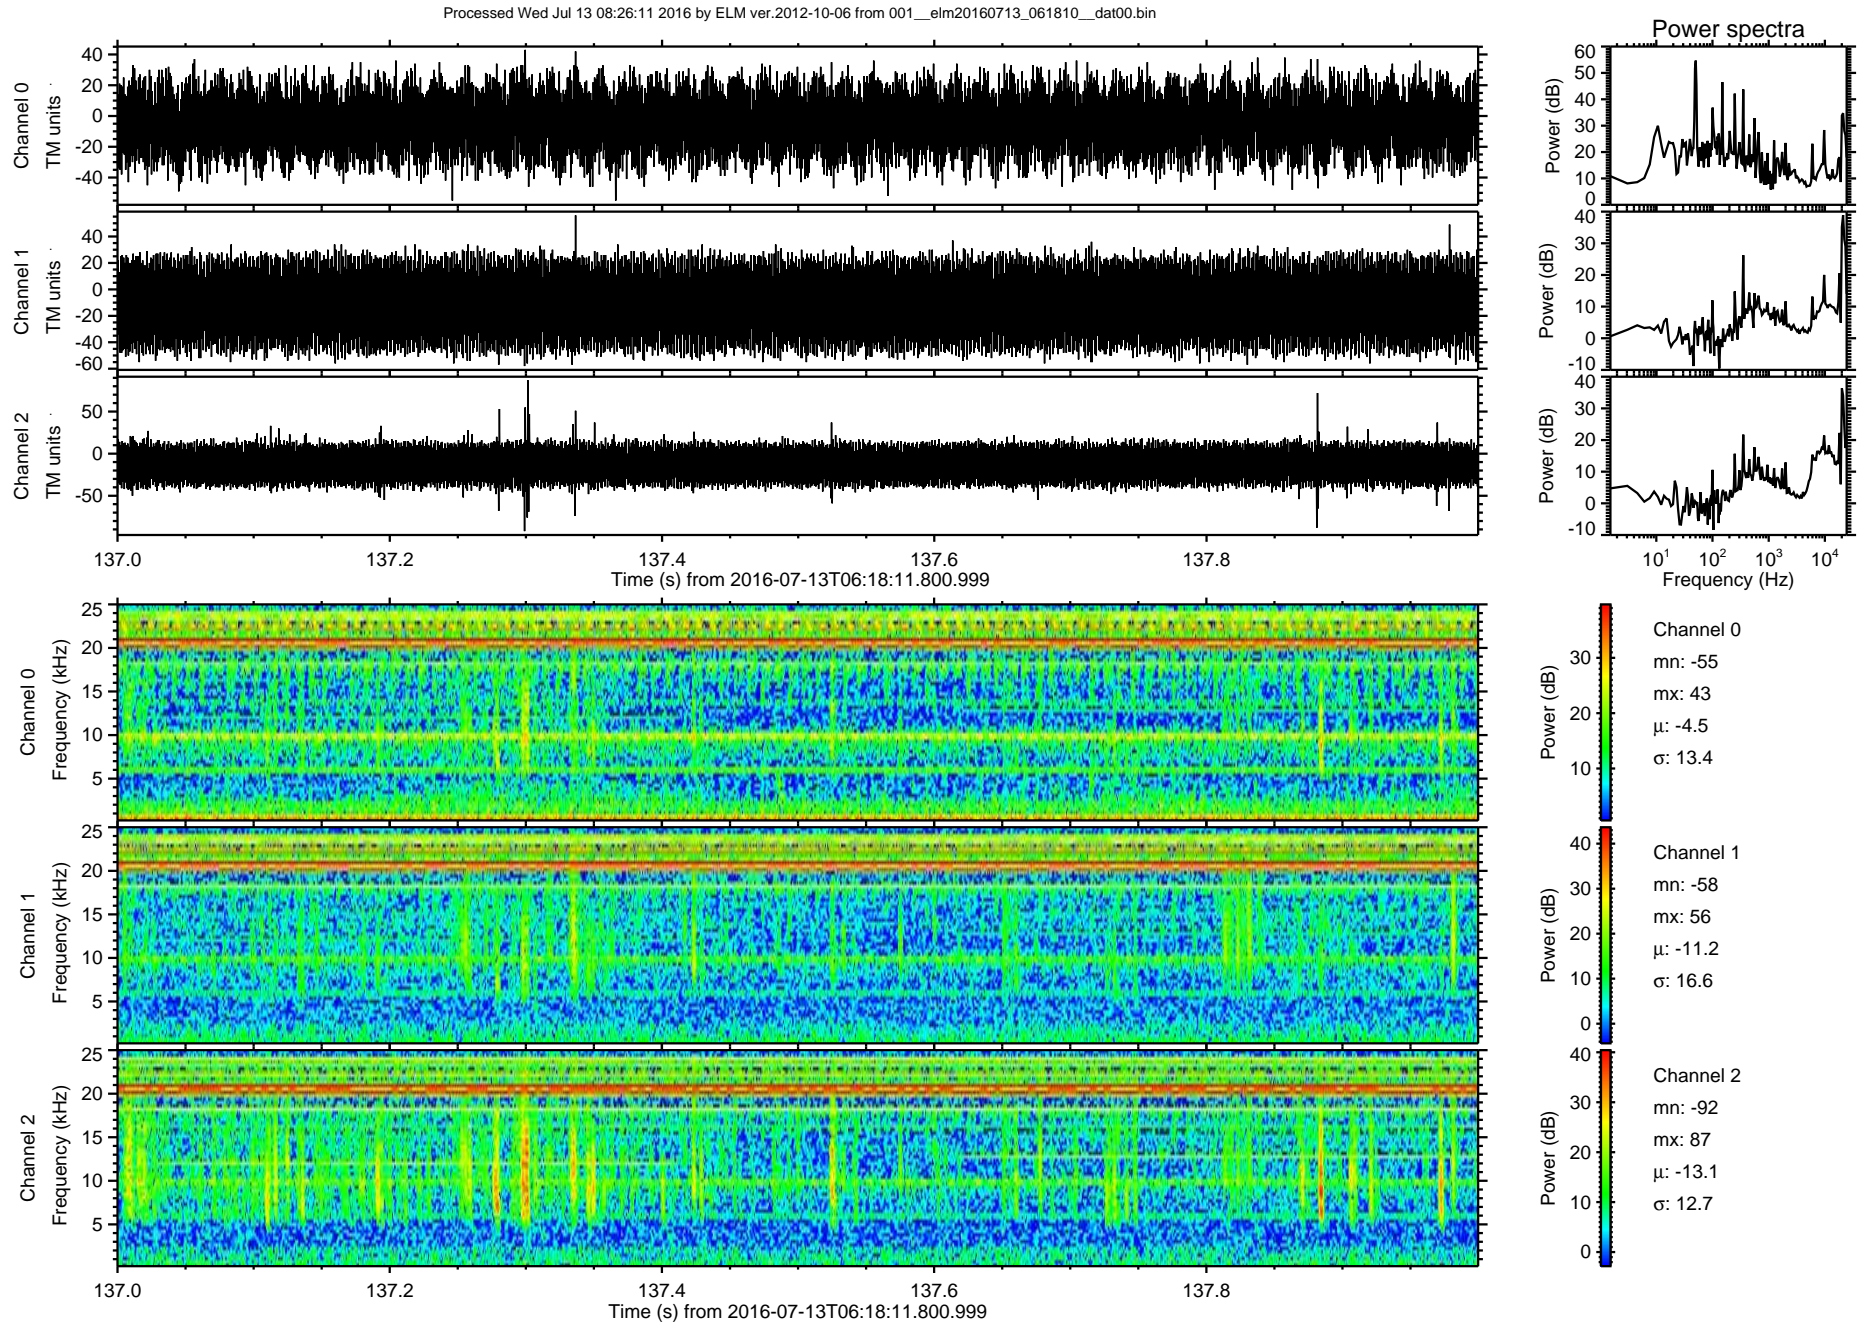 Processed Wed Jul 13 08:26:11 2016 by ELM ver.2012-10-06 from 001__elm20160713_061810__dat00.bin
Power spectra
Channel 0
TM units
40
20
0
-20
-40
Power (dB)
60
50
40
30
20
10
0
Channel 1
TM units
40
20
0
-20
-40
-60
Power (dB)
40
30
20
10
0
-10
Channel 2
TM units
50
0
-50
Power (dB)
40
30
20
10
0
-10
137.0 137.2 137.4 137.6 137.8
Time (s) from 2016-07-13T06:18:11.800.999
10^1 10^2 10^3 10^4
Frequency (Hz)
Channel 0
Frequency (kHz)
25
20
15
10
5
Power (dB)
30
20
10
Channel 0
mn: -55
mx: 43
μ: -4.5
σ: 13.4
Channel 1
Frequency (kHz)
25
20
15
10
5
Power (dB)
40
30
20
10
0
Channel 1
mn: -58
mx: 56
μ: -11.2
σ: 16.6
Channel 2
Frequency (kHz)
25
20
15
10
5
Power (dB)
40
30
20
10
0
Channel 2
mn: -92
mx: 87
μ: -13.1
σ: 12.7
137.0 137.2 137.4 137.6 137.8
Time (s) from 2016-07-13T06:18:11.800.999